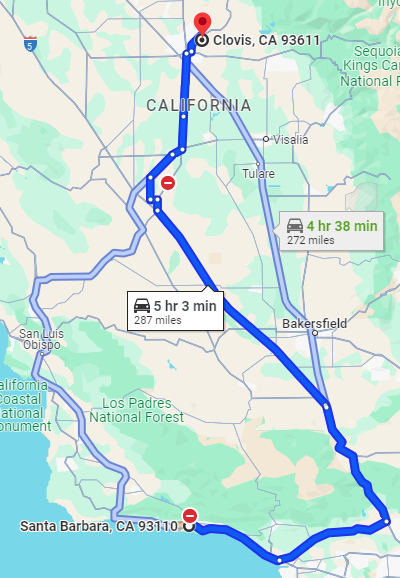 Inyo
5
Clovis, CA 93611
Sequoia
Kings Can
National P
CALIFORNIA
Visalia
Tulare
4 hr 38 min
272 miles
5 hr 3 min
287 miles
Bakersfield
San Luis
Obispo
alifornia
Coastal
ational
onument
Los Padres
National Forest
Santa Barbara, CA 93110